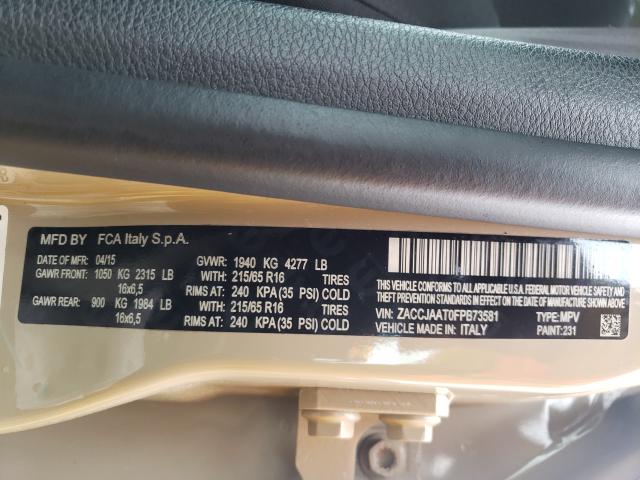 MFD BY FCA Italy S.p.A.
DATE OF MFR 04/15 GVWR: 1940 KG 4277 LB
GAWR FRONT: 1050 KG 2315 LB WITH: 215/65 R16 TIRES
16x6,5 RIMS AT: 240 KPA (35 PSI) COLD
GAWR REAR: 900 KG 1984 LB WITH: 215/65 R16 TIRES
16x6,5 RIMS AT: 240 KPA (35 PSI) COLD
THIS VEHICLE CONFORMS TO ALL APPLICABLE U.S.A. FEDERAL MOTOR VEHICLE SAFETY AND THEFT PREVENTION STANDARDS IN EFFECT ON THE DATE OF MANUFACTURE SHOWN ABOVE.
VIN: ZACCJAAT0FPB73581 TYPE: MPV
VEHICLE MADE IN: ITALY PAINT: 231